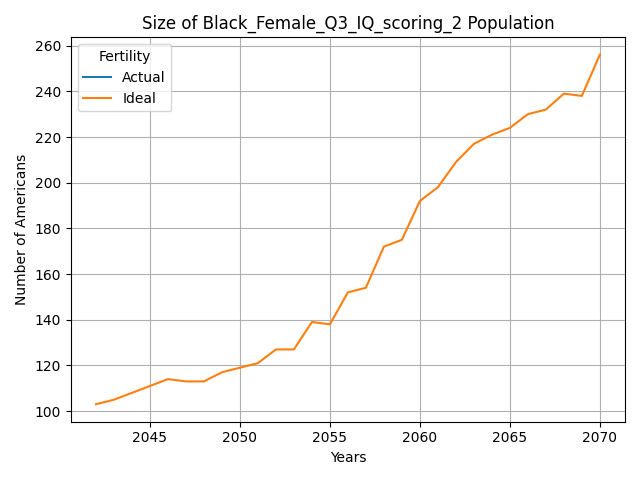 Size of Black_Female_Q3_IQ_scoring_2 Population
Fertility
Actual
Ideal
260
240
220
200
180
160
140
120
100
Number of Americans
2045 2050 2055 2060 2065 2070
Years